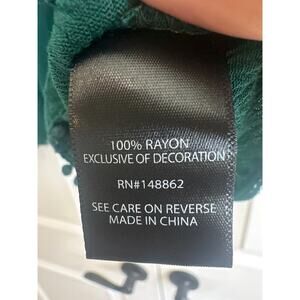 100% RAYON
EXCLUSIVE OF DECORATION
RN#148862
SEE CARE ON REVERSE
MADE IN CHINA